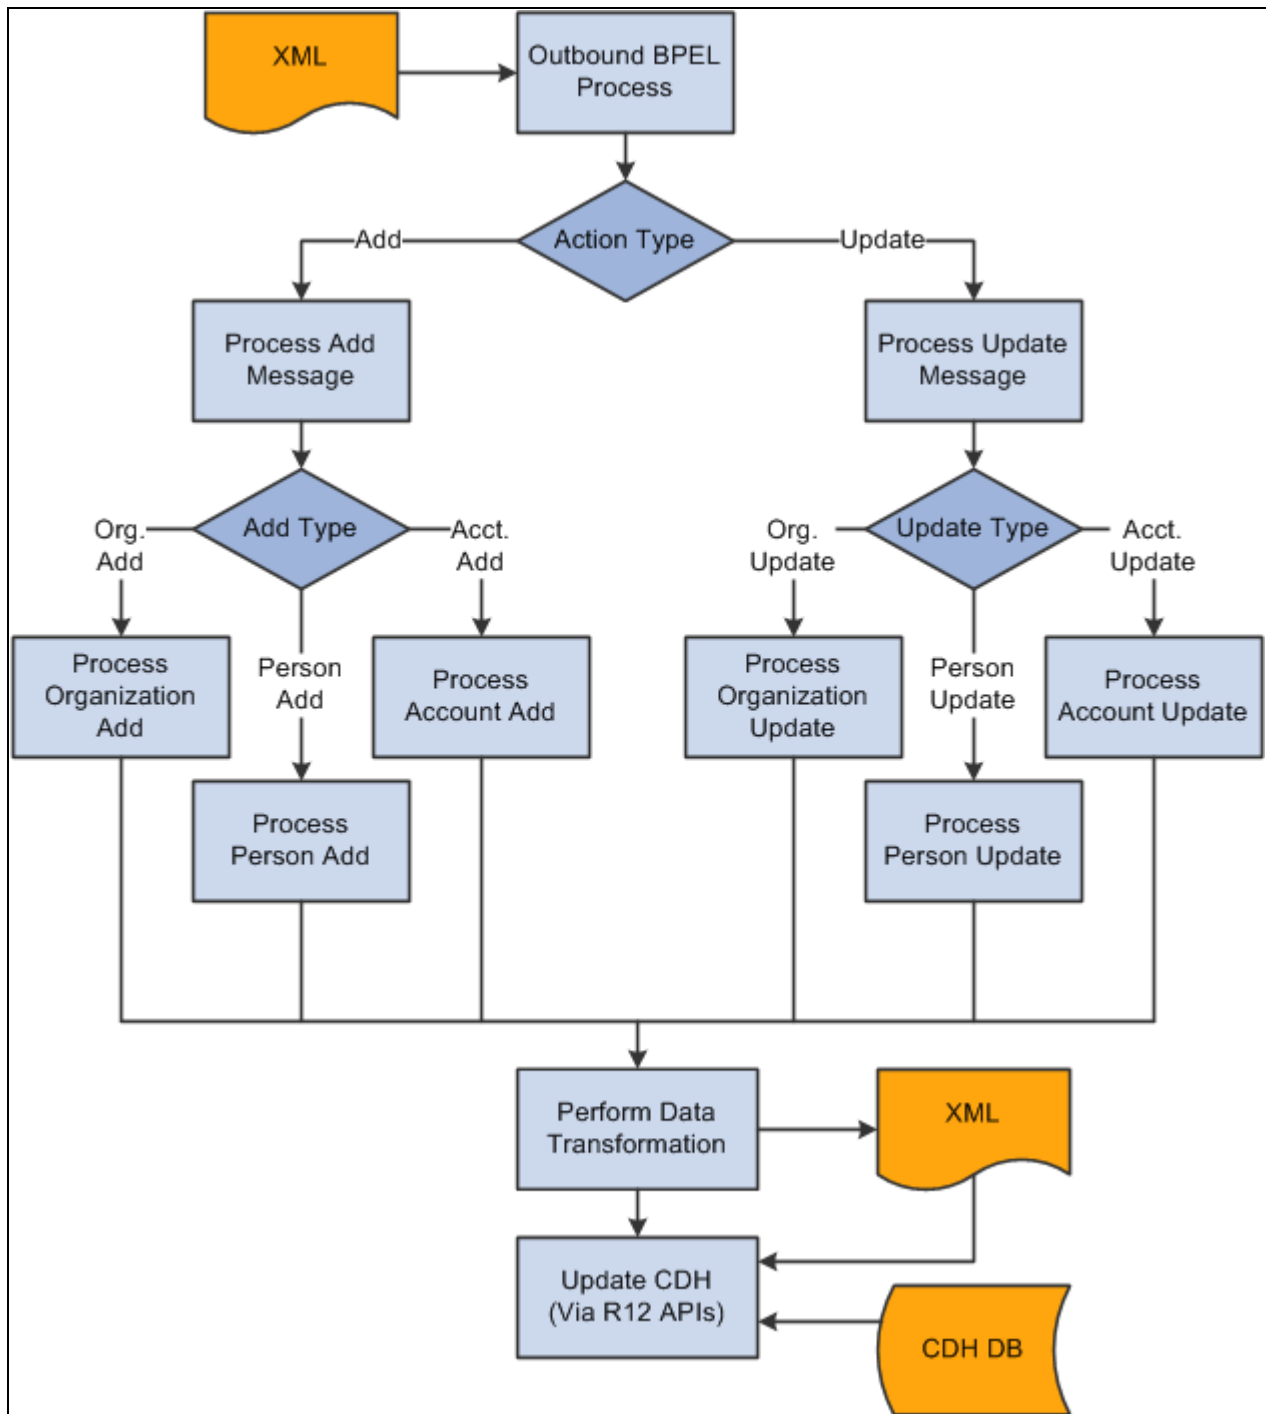 XML
Outbound BPEL
Process
Action Type
Add
Update
Process Add
Message
Process Update
Message
Add Type
Org.
Add
Acct.
Add
Update Type
Org.
Update
Acct.
Update
Process
Organization
Add
Person
Add
Process
Account Add
Process
Organization
Update
Person
Update
Process
Account Update
Process
Person Add
Process
Person Update
Perform Data
Transformation
XML
Update CDH
(Via R12 APIs)
CDH DB